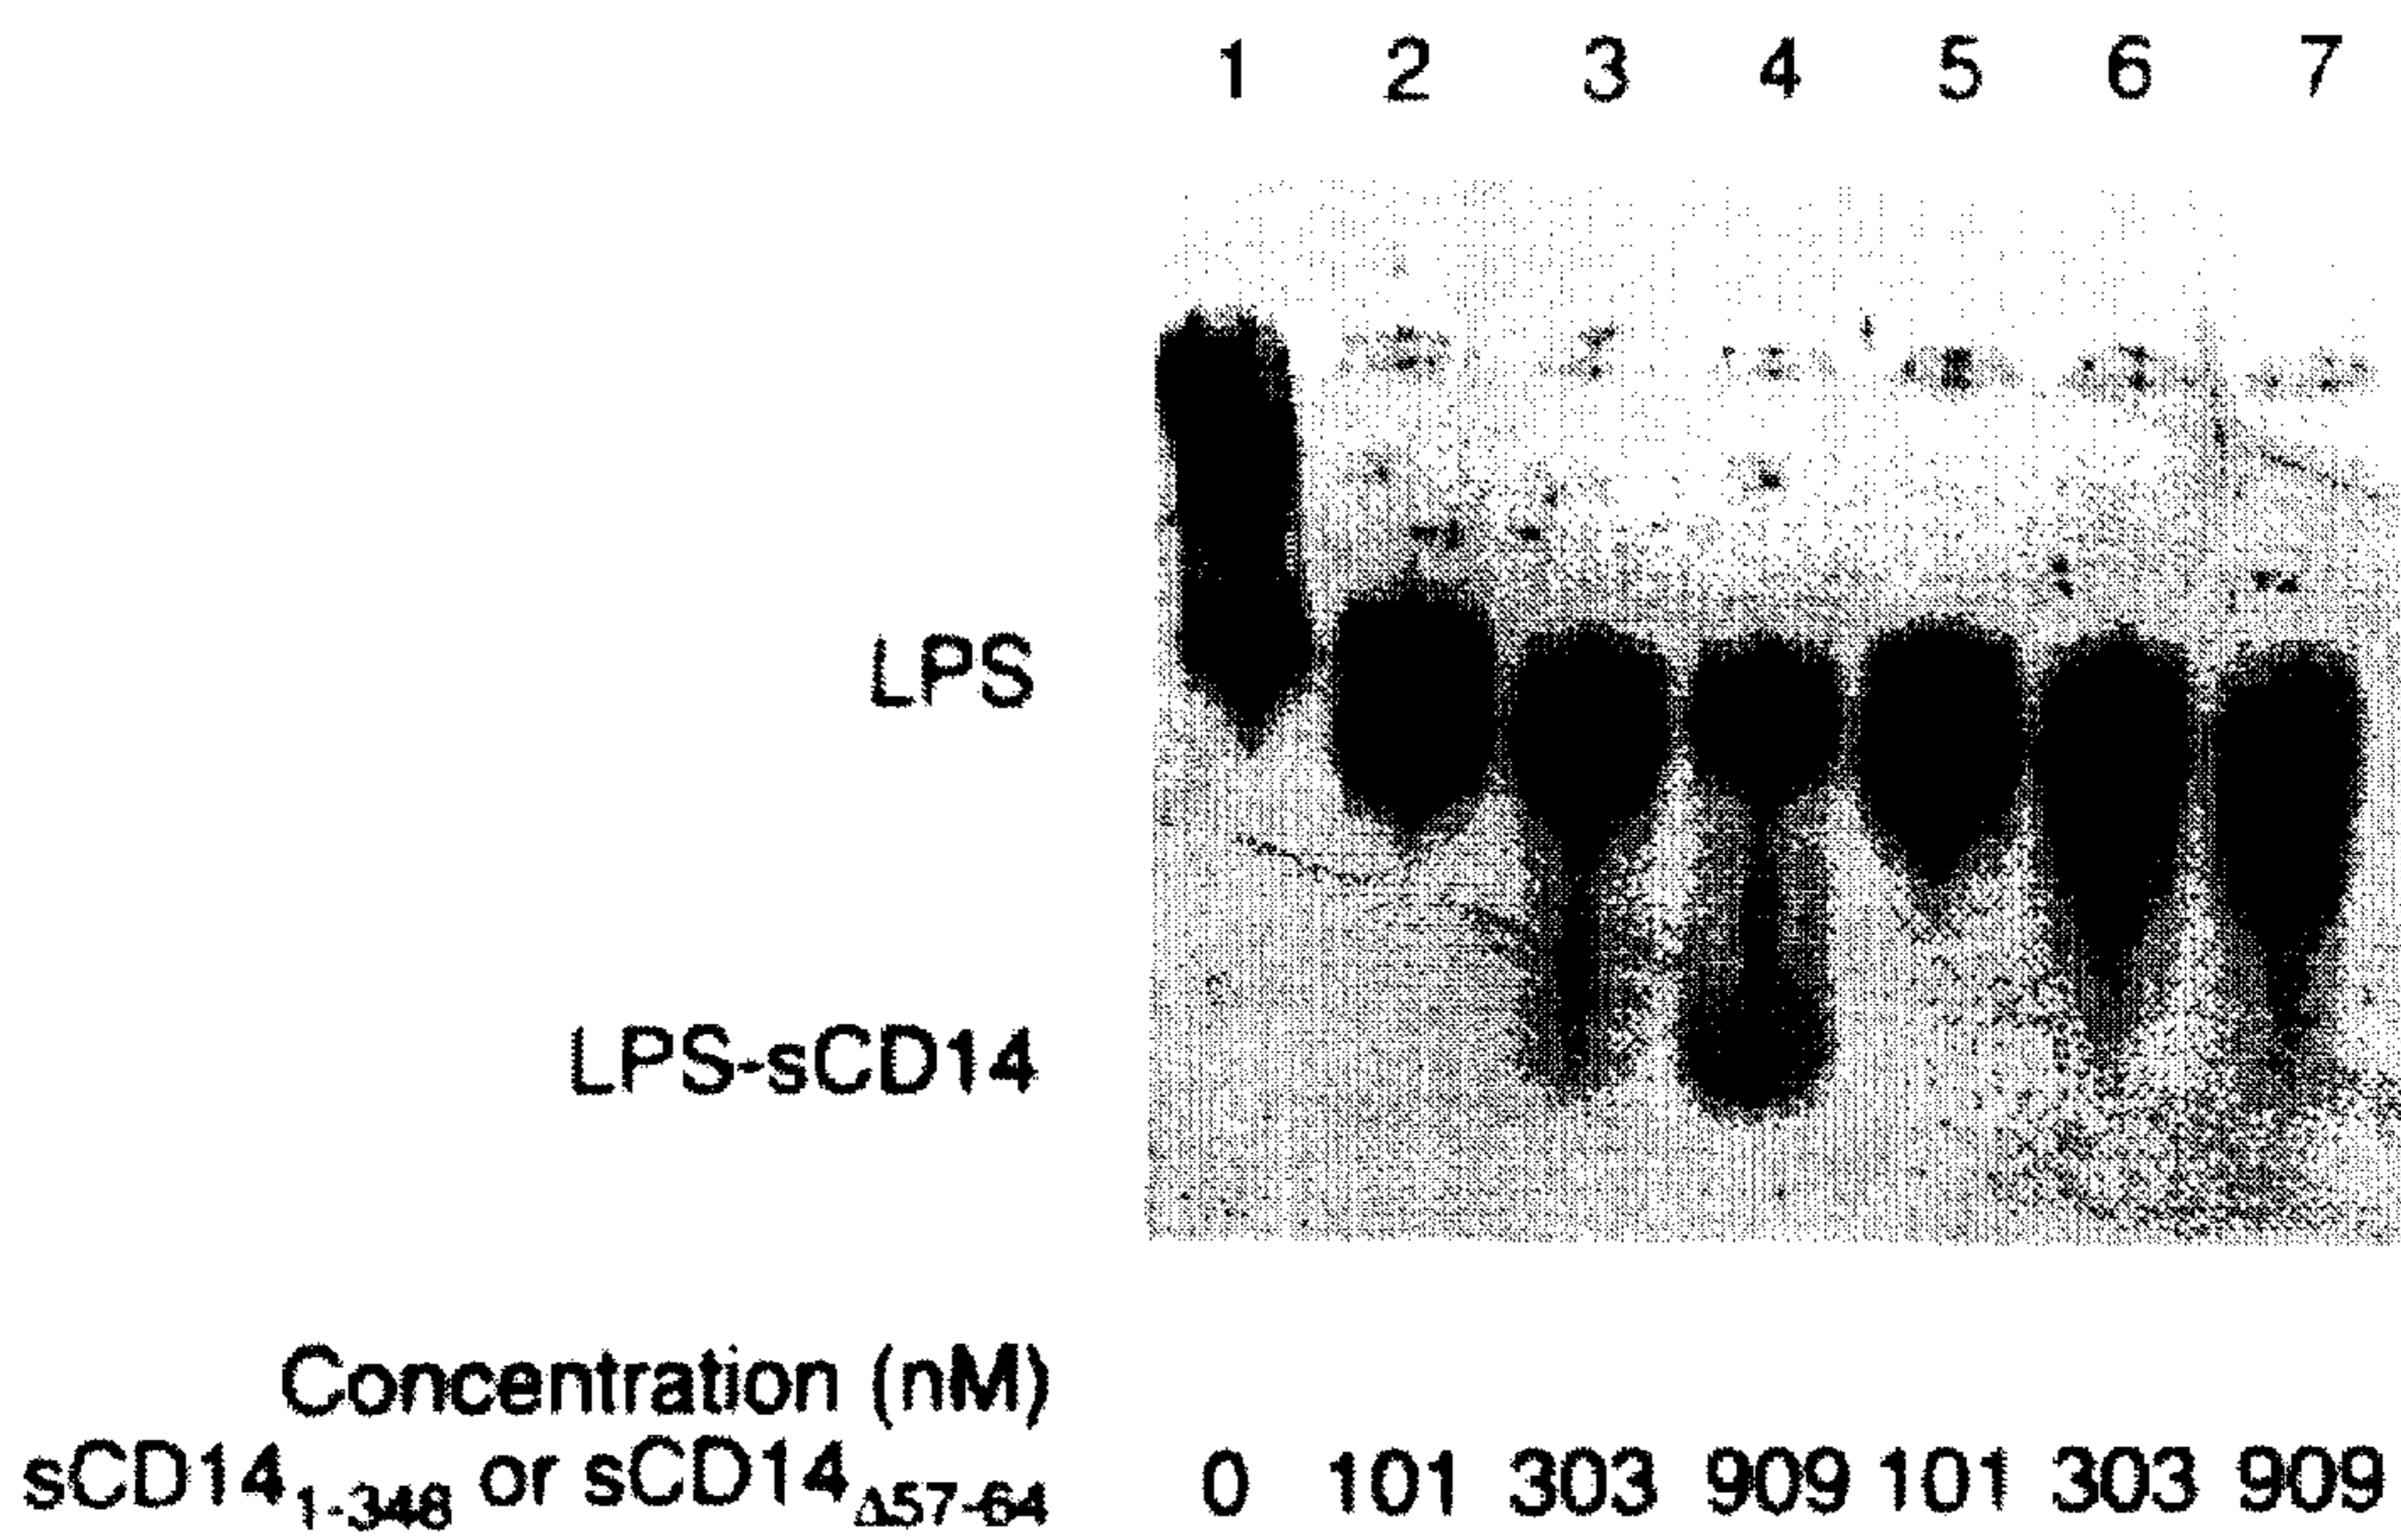 1 2 3 4 5 6 7
LPS
LPS-sCD14
Concentration (nM)
sCD14₁₋₃₄₈ or sCD14Δ57-64 0 101 303 909 101 303 909